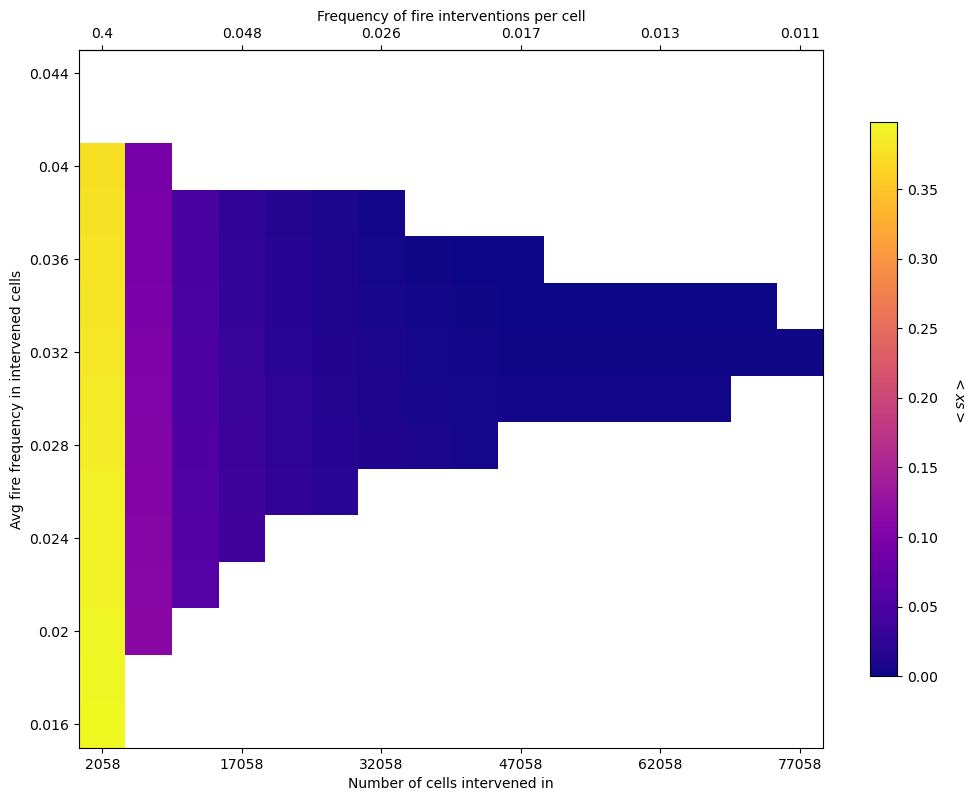 Frequency of fire interventions per cell
0.4 0.048 0.026 0.017 0.013 0.011
0.044
0.04
0.036
0.032
0.028
0.024
0.02
0.016
Avg fire frequency in intervened cells
2058 17058 32058 47058 62058 77058
Number of cells intervened in
0.35
0.30
0.25
0.20
0.15
0.10
0.05
0.00
< sx >